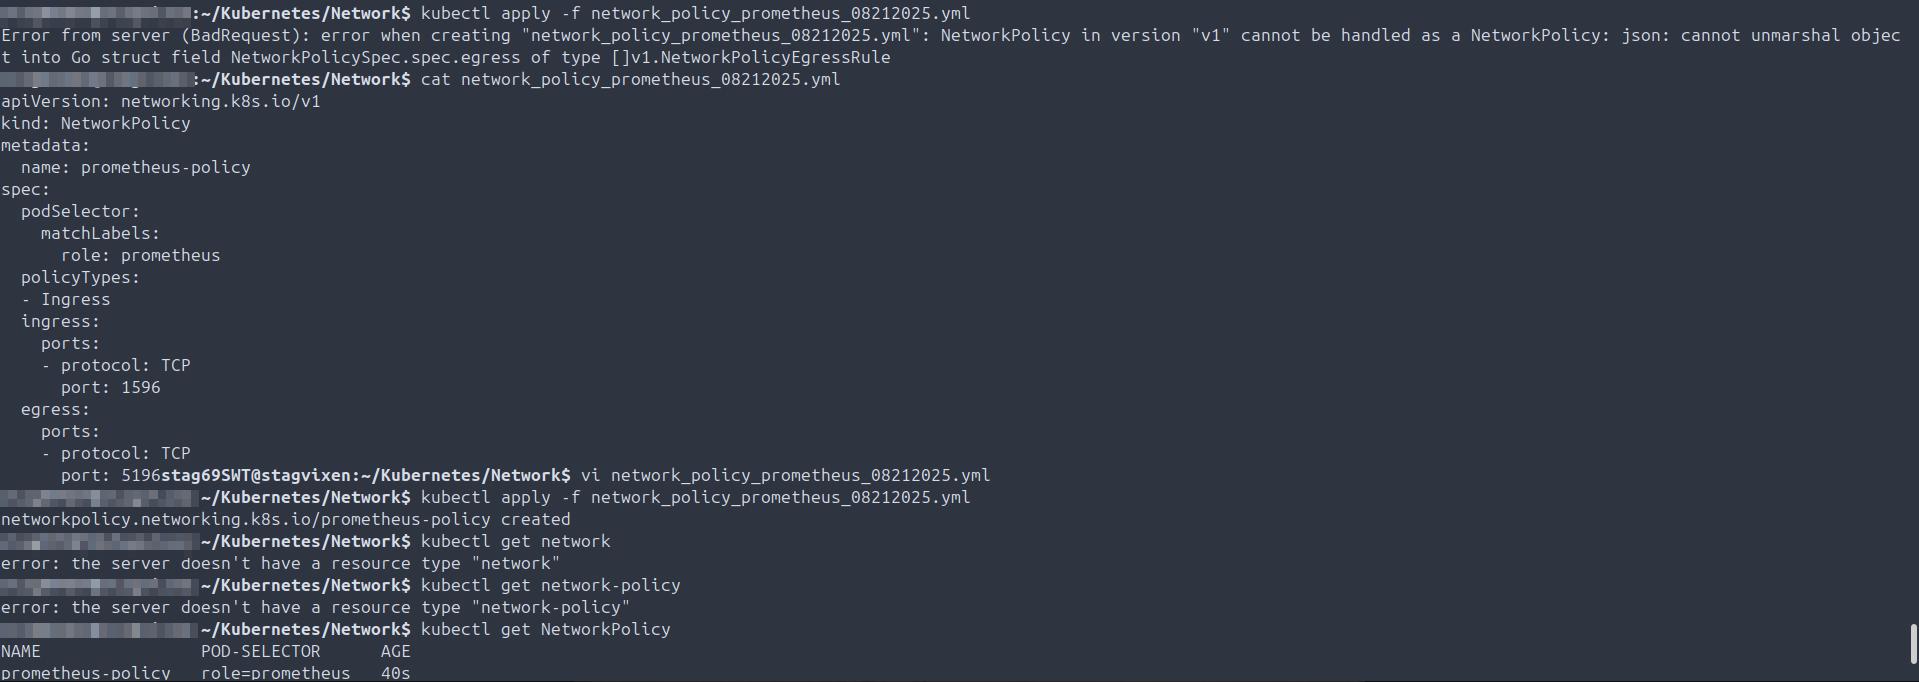 :~/Kubernetes/Network$ kubectl apply -f network_policy_prometheus_08212025.yml
Error from server (BadRequest): error when creating "network_policy_prometheus_08212025.yml": NetworkPolicy in version "v1" cannot be handled as a NetworkPolicy: json: cannot unmarshal objec
t into Go struct field NetworkPolicySpec.spec.egress of type []v1.NetworkPolicyEgressRule
:~/Kubernetes/Network$ cat network_policy_prometheus_08212025.yml
apiVersion: networking.k8s.io/v1
kind: NetworkPolicy
metadata:
  name: prometheus-policy
spec:
  podSelector:
    matchLabels:
      role: prometheus
  policyTypes:
  - Ingress
  ingress:
    ports:
    - protocol: TCP
      port: 1596
  egress:
    ports:
    - protocol: TCP
      port: 5196stag69SWT@stagvixen:~/Kubernetes/Network$ vi network_policy_prometheus_08212025.yml
~/Kubernetes/Network$ kubectl apply -f network_policy_prometheus_08212025.yml
networkpolicy.networking.k8s.io/prometheus-policy created
~/Kubernetes/Network$ kubectl get network
error: the server doesn't have a resource type "network"
~/Kubernetes/Network$ kubectl get network-policy
error: the server doesn't have a resource type "network-policy"
~/Kubernetes/Network$ kubectl get NetworkPolicy
NAME                POD-SELECTOR      AGE
prometheus-policy   role=prometheus   40s